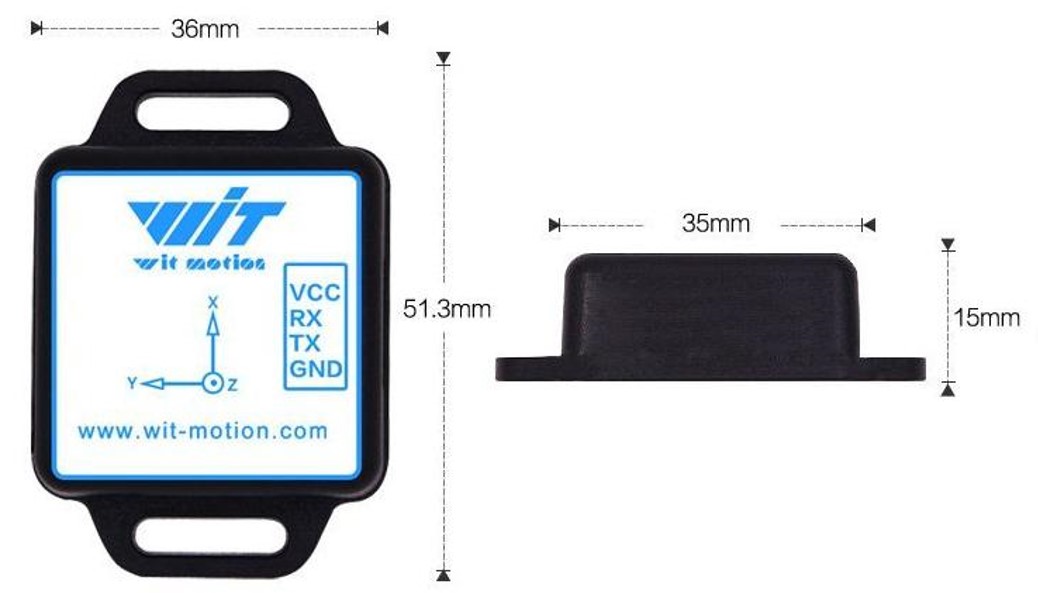 36mm
WIT
wit motion
VCC
RX
TX
GND
X
Y
Z
www.wit-motion.com
51.3mm
35mm
15mm